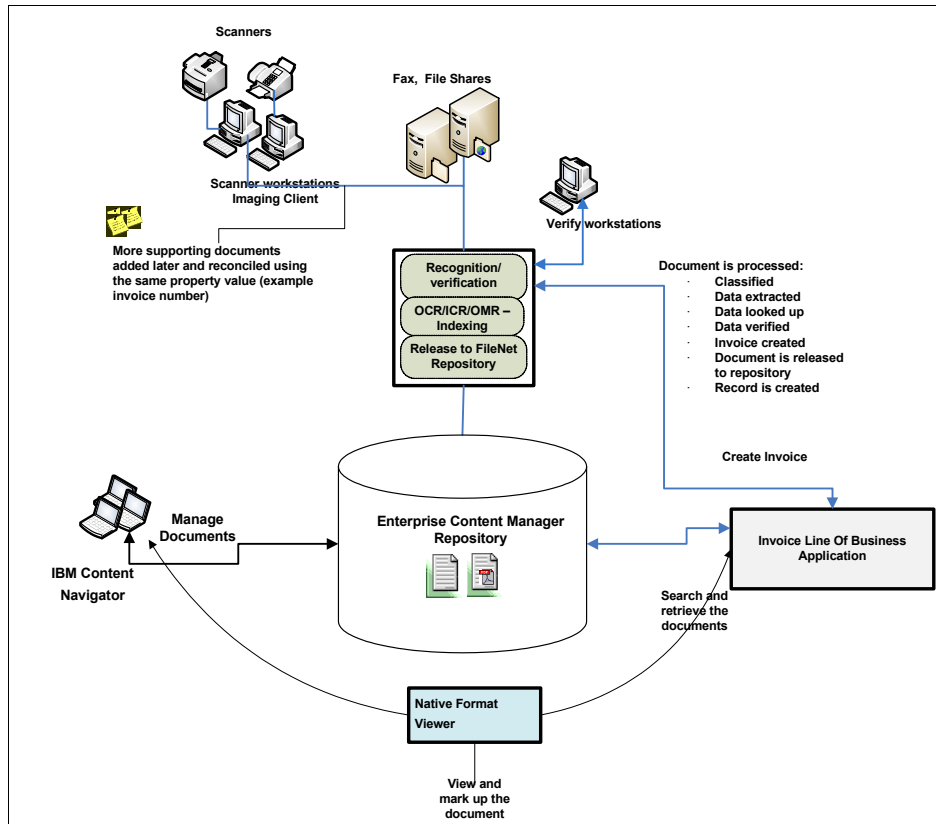 Scanners
Fax,  File Shares
Scanner workstations
Imaging Client
Verify workstations
More supporting documents
added later and reconciled using
the same property value (example
invoice number)
Recognition/
verification
OCR/ICR/OMR –
Indexing
Release to FileNet
Repository
Document is processed:
· Classified
· Data extracted
· Data looked up
· Data verified
· Invoice created
· Document is released
to repository
· Record is created
Create Invoice
Manage
Documents
IBM Content
Navigator
Enterprise Content Manager
Repository
PDF
Invoice Line Of Business
Application
Search and
retrieve the
documents
Native Format
Viewer
View and
mark up the
document